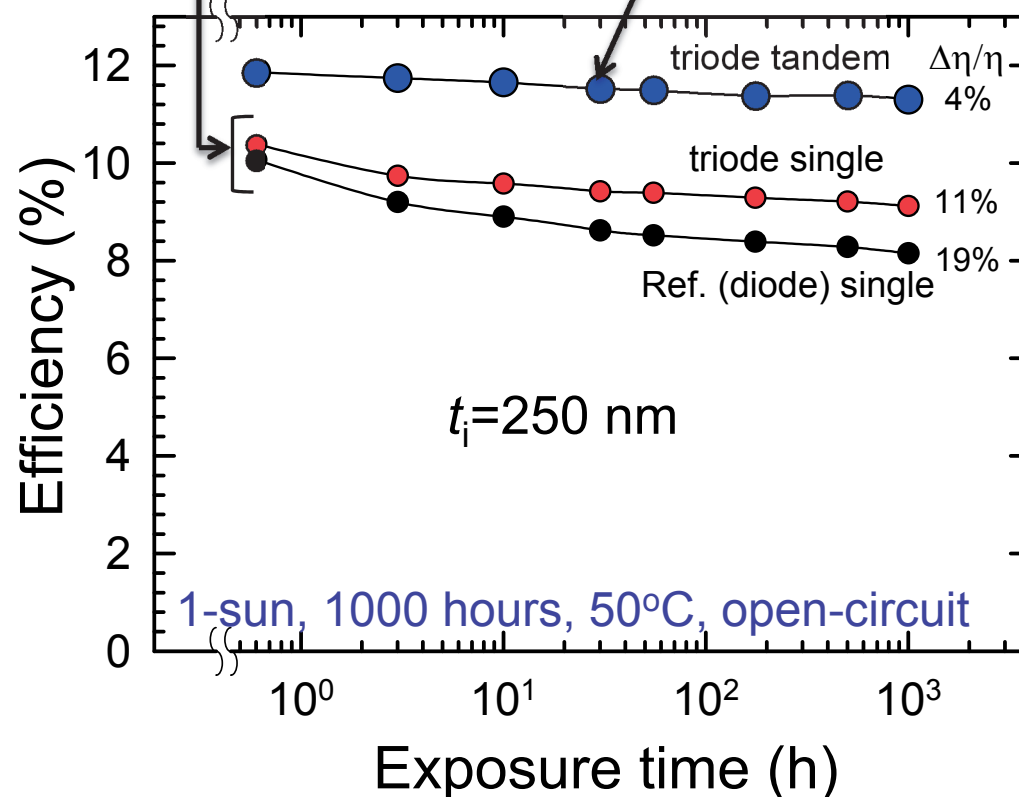 12
triode tandem
Δη/η
4%
10
triode single
11%
8
19%
Ref. (diode) single
6
tᵢ=250 nm
4
2
1-sun, 1000 hours, 50ºC, open-circuit
0
10⁰
10¹
10²
10³
Efficiency (%)
Exposure time (h)